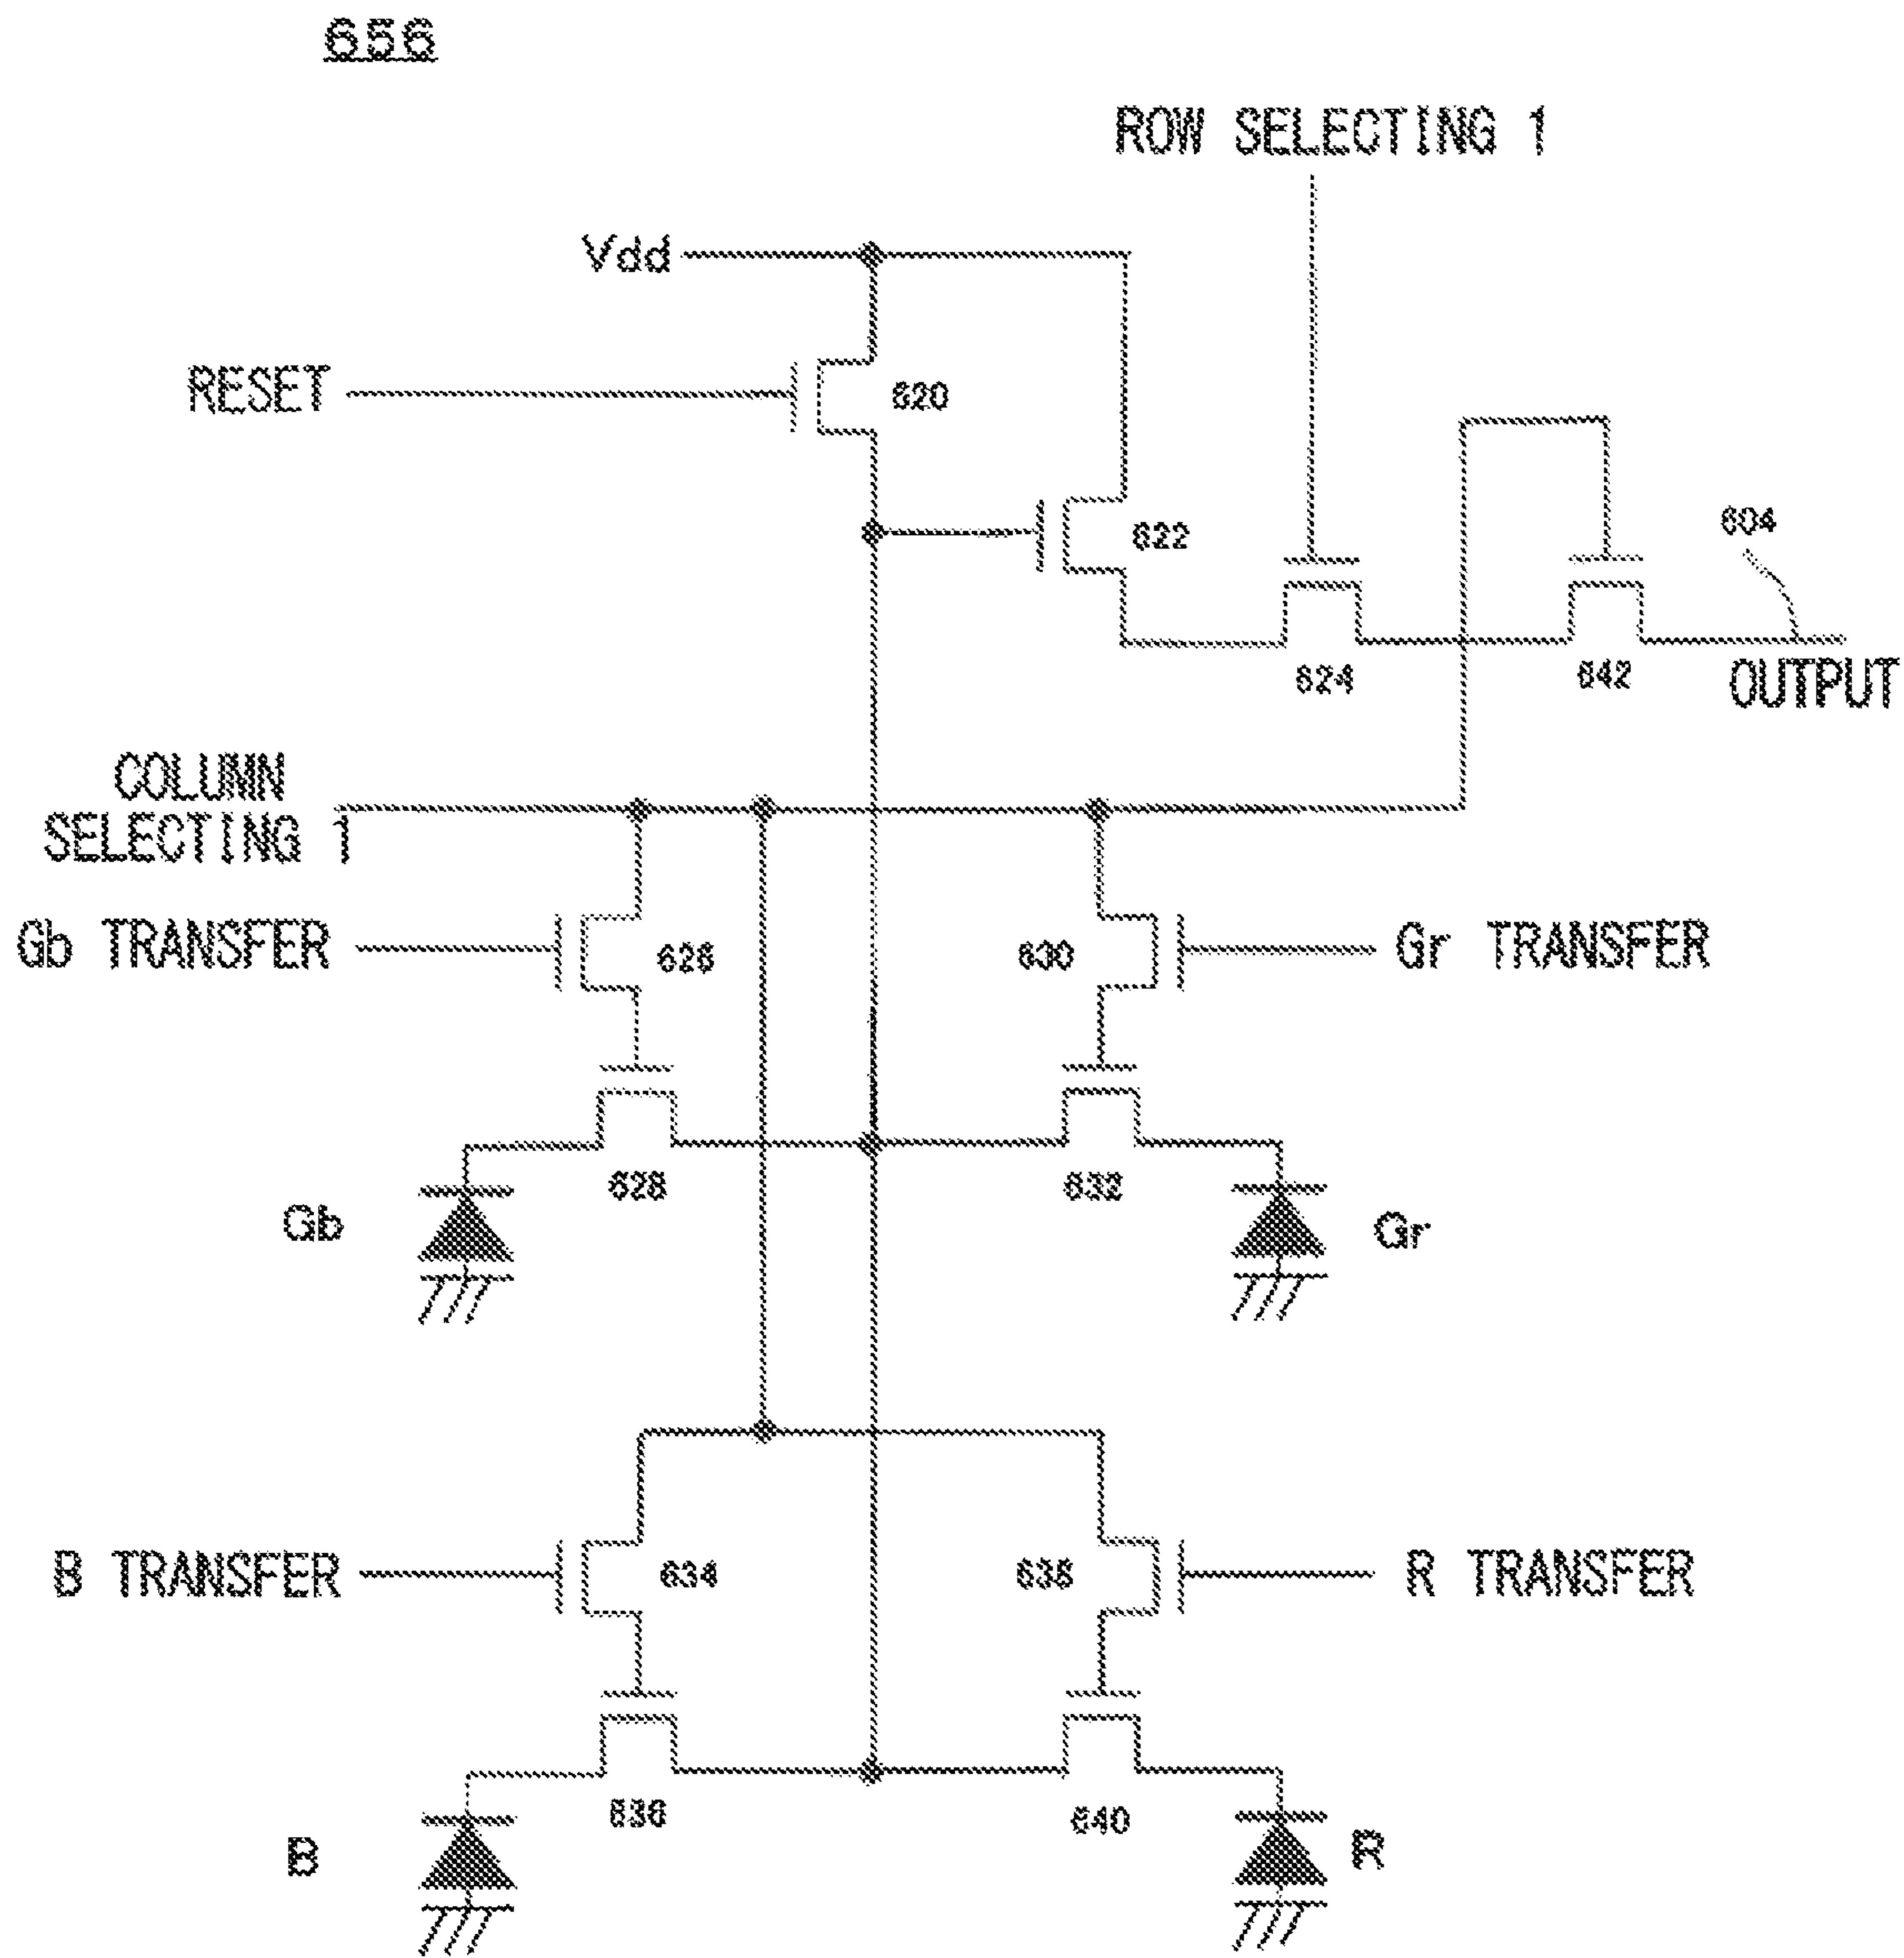 656
ROW SELECTING 1
Vdd
RESET
620
622
604
624
642
OUTPUT
COLUMN
SELECTING 1
Gb TRANSFER
626
630
Gr TRANSFER
628
632
Gb
Gr
B TRANSFER
634
638
R TRANSFER
636
640
B
R